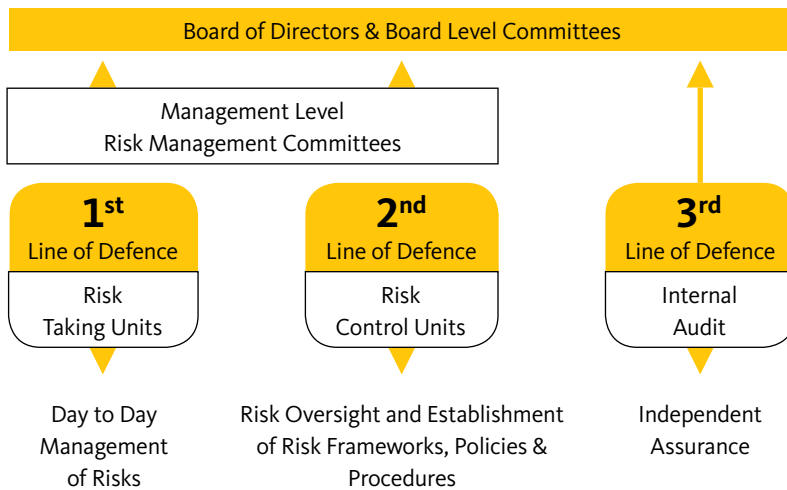 Board of Directors & Board Level Committees
Management Level
Risk Management Committees
1st
Line of Defence
Risk
Taking Units
2nd
Line of Defence
Risk
Control Units
3rd
Line of Defence
Internal
Audit
Day to Day
Management
of Risks
Risk Oversight and Establishment
of Risk Frameworks, Policies &
Procedures
Independent
Assurance